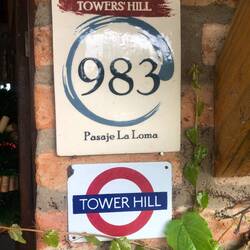 TOWERS' HILL
983
Pasaje La Loma
TOWER HILL